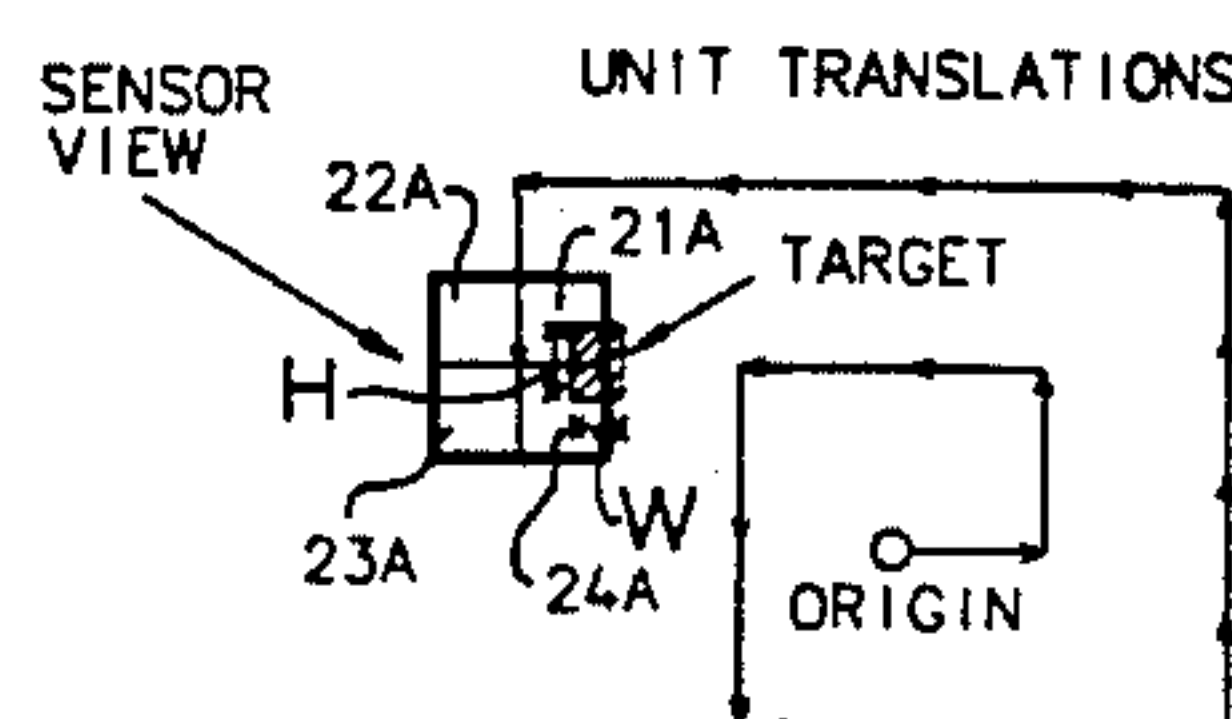 UNIT TRANSLATIONS
SENSOR
VIEW
22A
21A
TARGET
H
W
23A
24A
ORIGIN